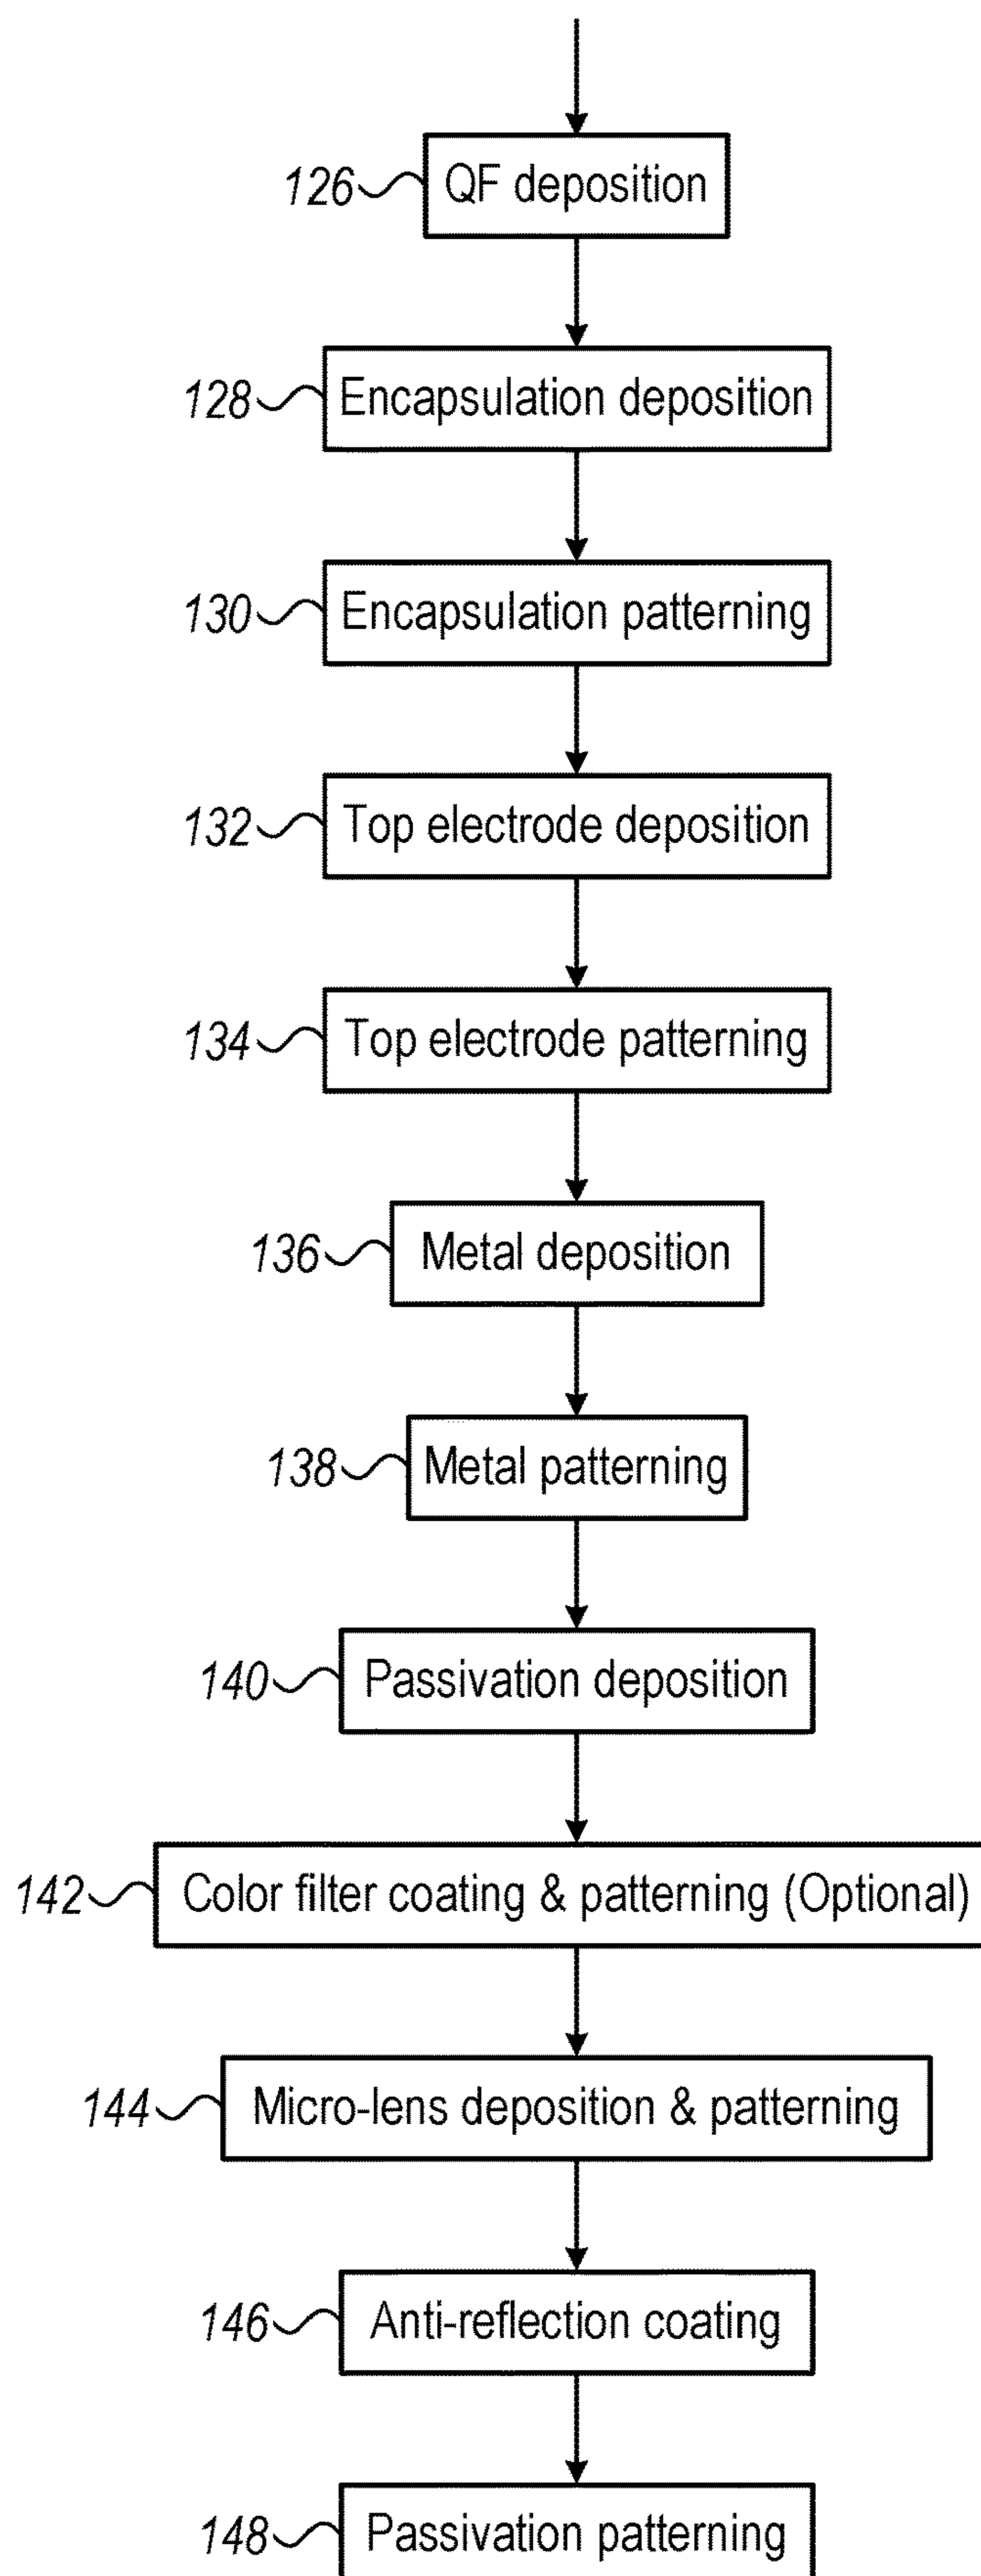 126 QF deposition
128 Encapsulation deposition
130 Encapsulation patterning
132 Top electrode deposition
134 Top electrode patterning
136 Metal deposition
138 Metal patterning
140 Passivation deposition
142 Color filter coating & patterning (Optional)
144 Micro-lens deposition & patterning
146 Anti-reflection coating
148 Passivation patterning